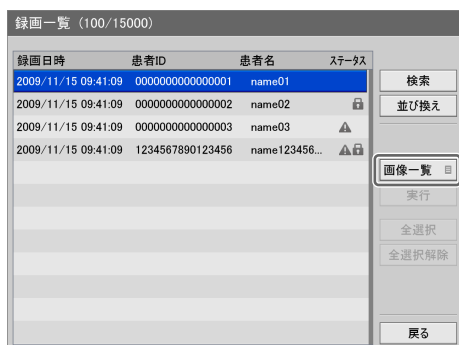 録画一覧 (100/15000)
録画日時 患者ID 患者名 ステータス
2009/11/15 09:41:09 0000000000000001 name01
2009/11/15 09:41:09 0000000000000002 name02
2009/11/15 09:41:09 0000000000000003 name03
2009/11/15 09:41:09 1234567890123456 name123456...
検索
並び換え
画像一覧
実行
全選択
全選択解除
戻る